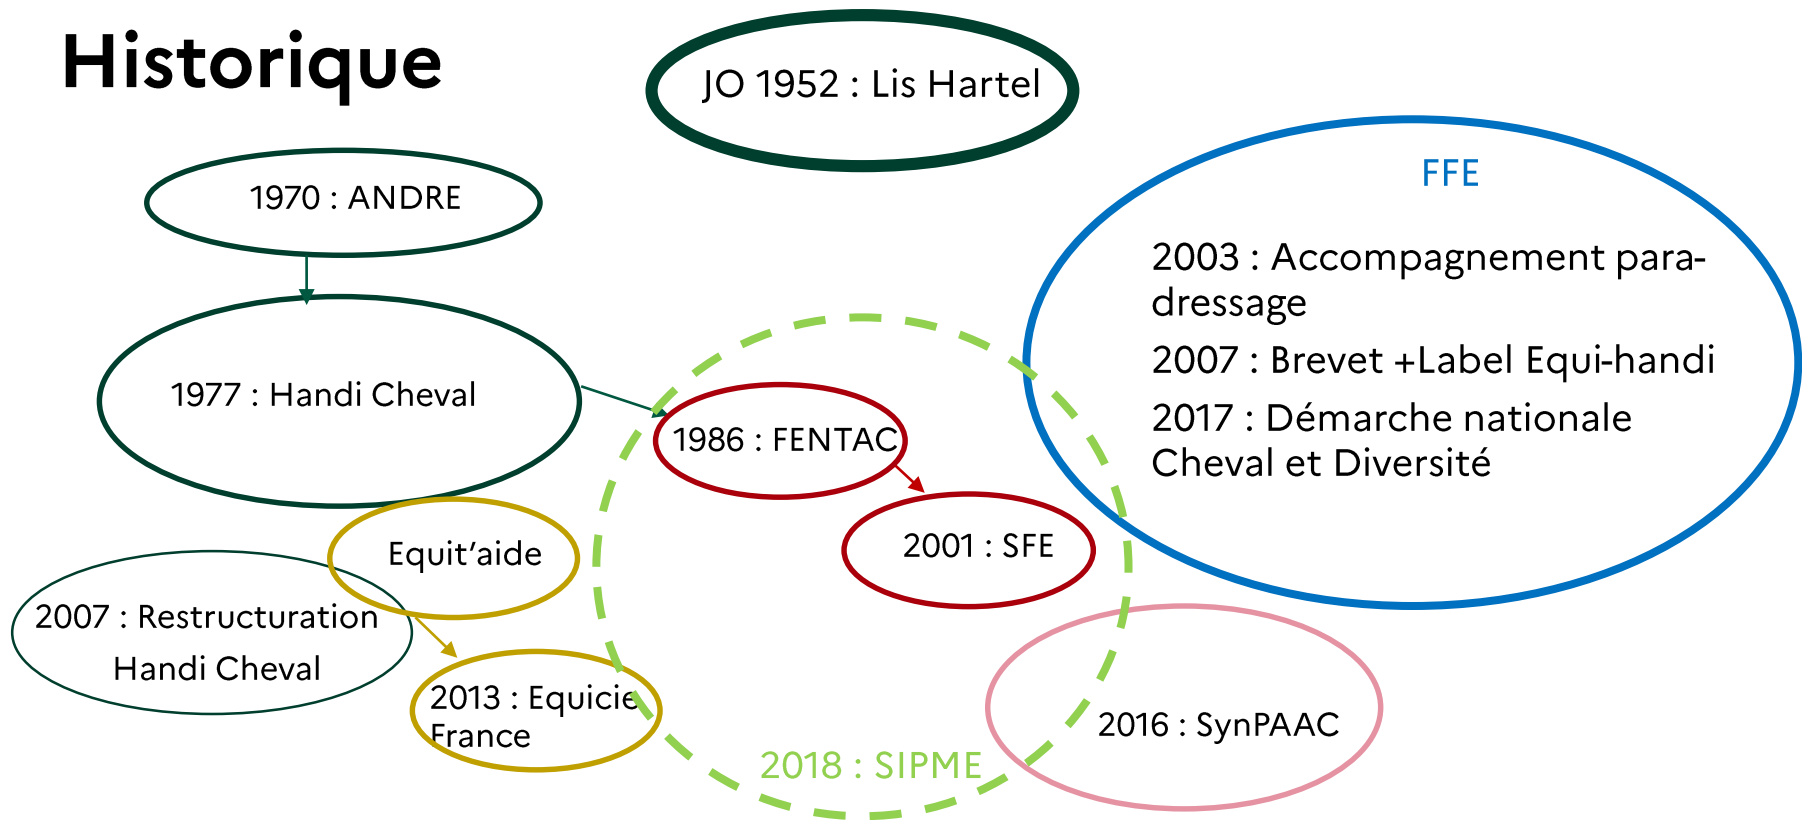 Historique
JO 1952 : Lis Hartel
1970 : ANDRE
FFE
2003 : Accompagnement para-
dressage
2007 : Brevet +Label Equi-handi
2017 : Démarche nationale
Cheval et Diversité
1977 : Handi Cheval
1986 : FENTAC
2001 : SFE
Equit’aide
2007 : Restructuration
Handi Cheval
2013 : Equicie
France
2016 : SynPAAC
2018 : SIPME